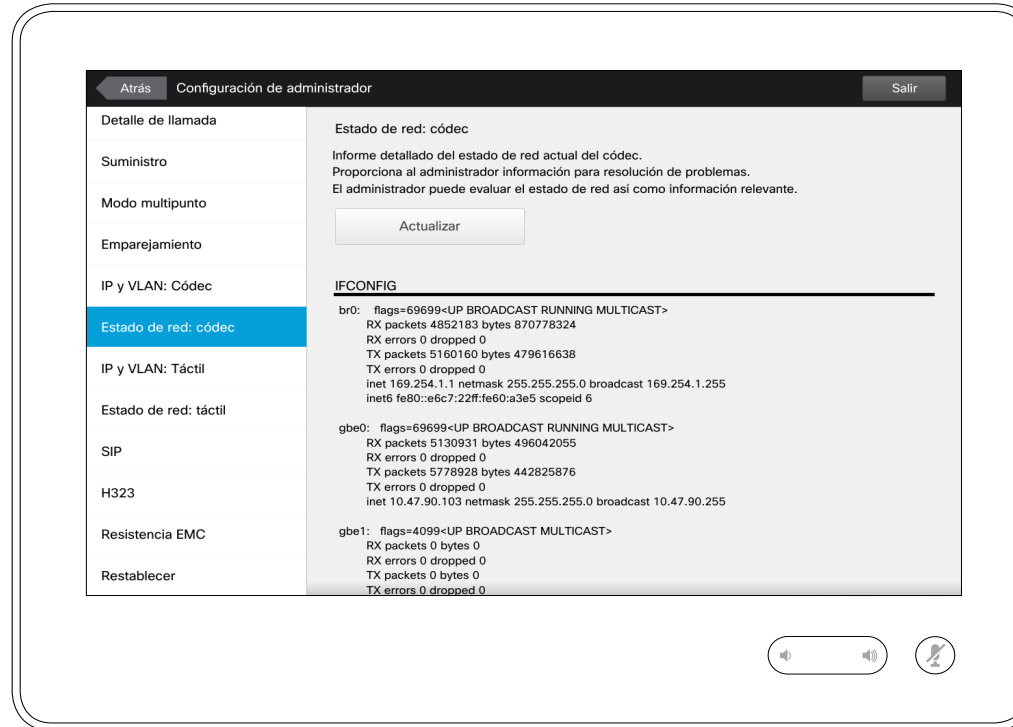 Atrás
Configuración de administrador
Salir
Detalle de llamada
Suministro
Modo multipunto
Emparejamiento
IP y VLAN: Códec
Estado de red: códec
IP y VLAN: Táctil
Estado de red: táctil
SIP
H323
Resistencia EMC
Restablecer
Estado de red: códec
Informe detallado del estado de red actual del códec.
Proporciona al administrador información para resolución de problemas.
El administrador puede evaluar el estado de red así como información relevante.
Actualizar
IFCONFIG
br0: flags=69699<UP BROADCAST RUNNING MULTICAST>
RX packets 4852183 bytes 870778324
RX errors 0 dropped 0
TX packets 5160160 bytes 479616638
TX errors 0 dropped 0
inet 169.254.1.1 netmask 255.255.255.0 broadcast 169.254.1.255
inet6 fe80::e6c7:22ff:fe60:a3e5 scopeid 6
gbe0: flags=69699<UP BROADCAST RUNNING MULTICAST>
RX packets 5130931 bytes 496042055
RX errors 0 dropped 0
TX packets 5778928 bytes 442825876
TX errors 0 dropped 0
inet 10.47.90.103 netmask 255.255.255.0 broadcast 10.47.90.255
gbe1: flags=4099<UP BROADCAST MULTICAST>
RX packets 0 bytes 0
RX errors 0 dropped 0
TX packets 0 bytes 0
TX errors 0 dropped 0